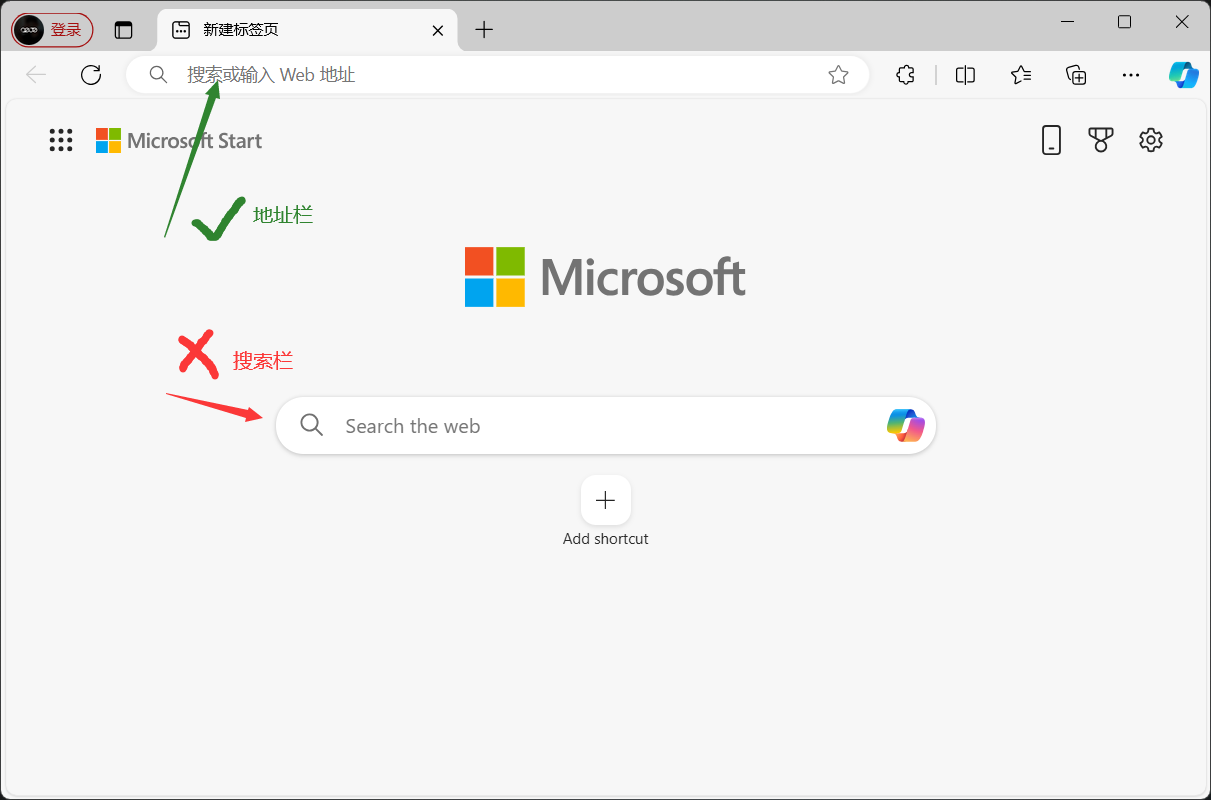 登录
新建标签页
搜索或输入 Web 地址
Microsoft Start
地址栏
Microsoft
搜索栏
Search the web
Add shortcut